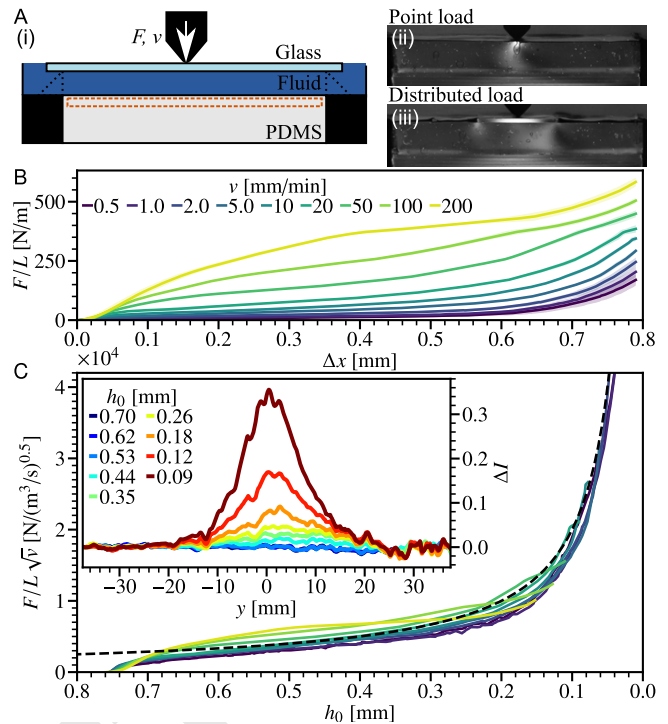 A
(i)
F, v
Glass
Fluid
PDMS
Point load
(ii)
Distributed load
(iii)
B
v [mm/min]
0.5 1.0 2.0 5.0 10 20 50 100 200
F/L [N/m]
500
250
0
0.0 0.1 0.2 0.3 0.4 0.5 0.6 0.7 0.8
Δx [mm]
×10⁴
C
F/L √v [N/(m³/s)⁰·⁵]
4
3
2
1
0
h₀ [mm]
0.70 0.26
0.62 0.18
0.53 0.12
0.44 0.09
0.35
ΔI
0.3
0.2
0.1
0.0
−30 −20 −10 0 10 20 30
y [mm]
0.8 0.7 0.6 0.5 0.4 0.3 0.2 0.1 0.0
h₀ [mm]